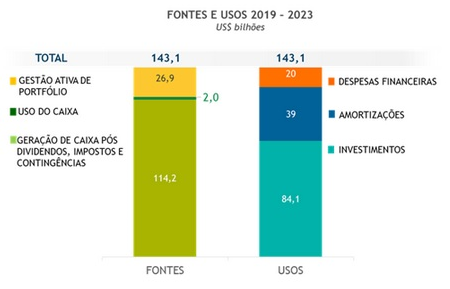 FONTES E USOS 2019 – 2023
US$ bilhões
TOTAL 143,1 143,1
GESTÃO ATIVA DE
PORTFÓLIO
26,9
20
DESPESAS FINANCEIRAS
USO DO CAIXA
2,0
39
AMORTIZAÇÕES
GERAÇÃO DE CAIXA PÓS
DIVIDENDOS, IMPOSTOS E
CONTINGÊNCIAS
114,2
84,1
INVESTIMENTOS
FONTES USOS